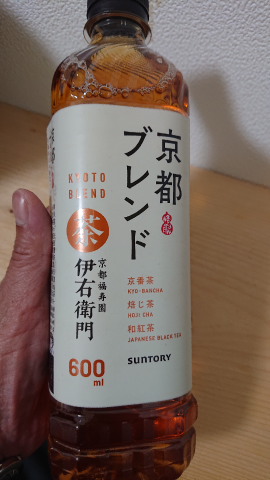 京都
ブレンド
KYOTO
BLEND
茶
京都福寿園
伊右衛門
京番茶
KYO-BANCHA
焙じ茶
HOJI CHA
和紅茶
JAPANESE BLACK TEA
600
ml
SUNTORY